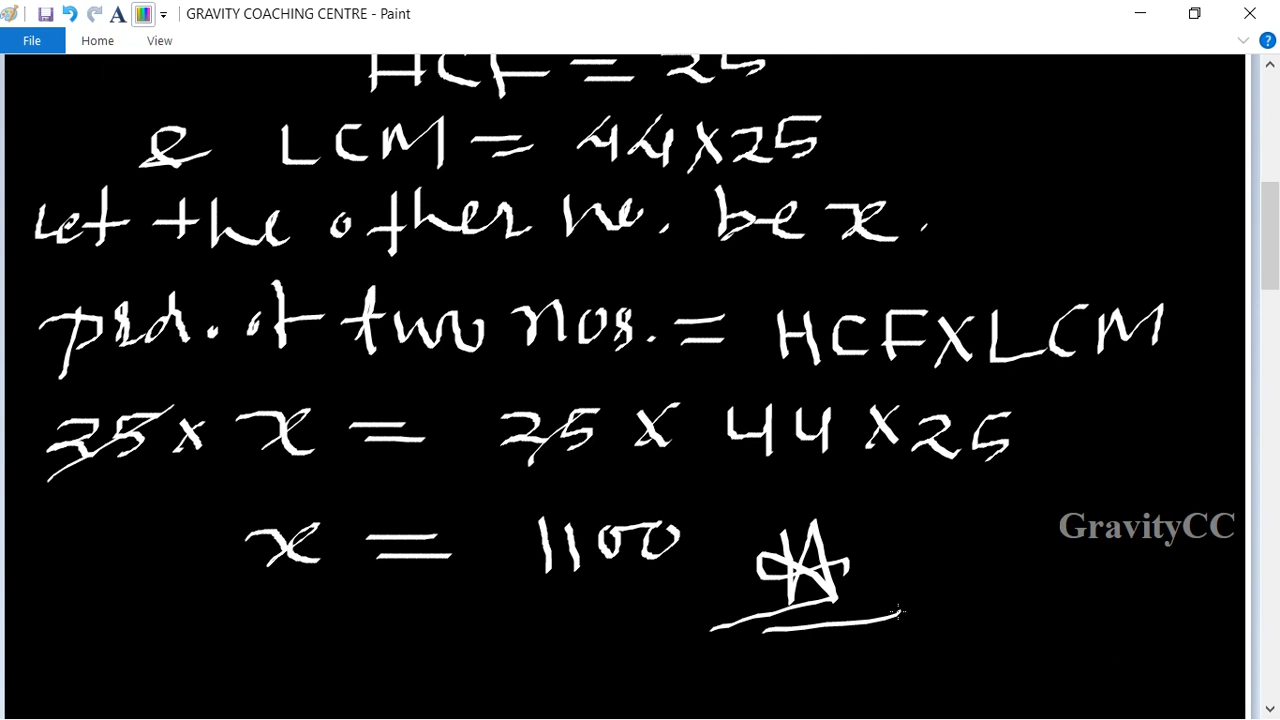 GRAVITY COACHING CENTRE - Paint
File Home View
HCF = 25
& LCM = 44x25
Let the other no. be x.
prd. of two nos. = HCFXLCM
25 x x = 25 x 44 x 25
x = 1100
GravityCC